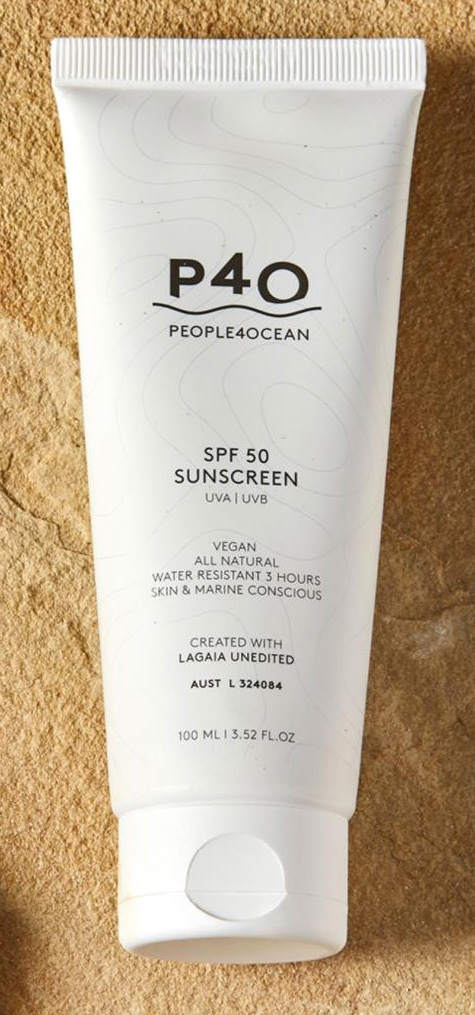 P4O
PEOPLE4OCEAN
SPF 50
SUNSCREEN
UVA | UVB
VEGAN
ALL NATURAL
WATER RESISTANT 3 HOURS
SKIN & MARINE CONSCIOUS
CREATED WITH
LAGAIA UNEDITED
AUST L 324084
100 ML I 3.52 FL.OZ